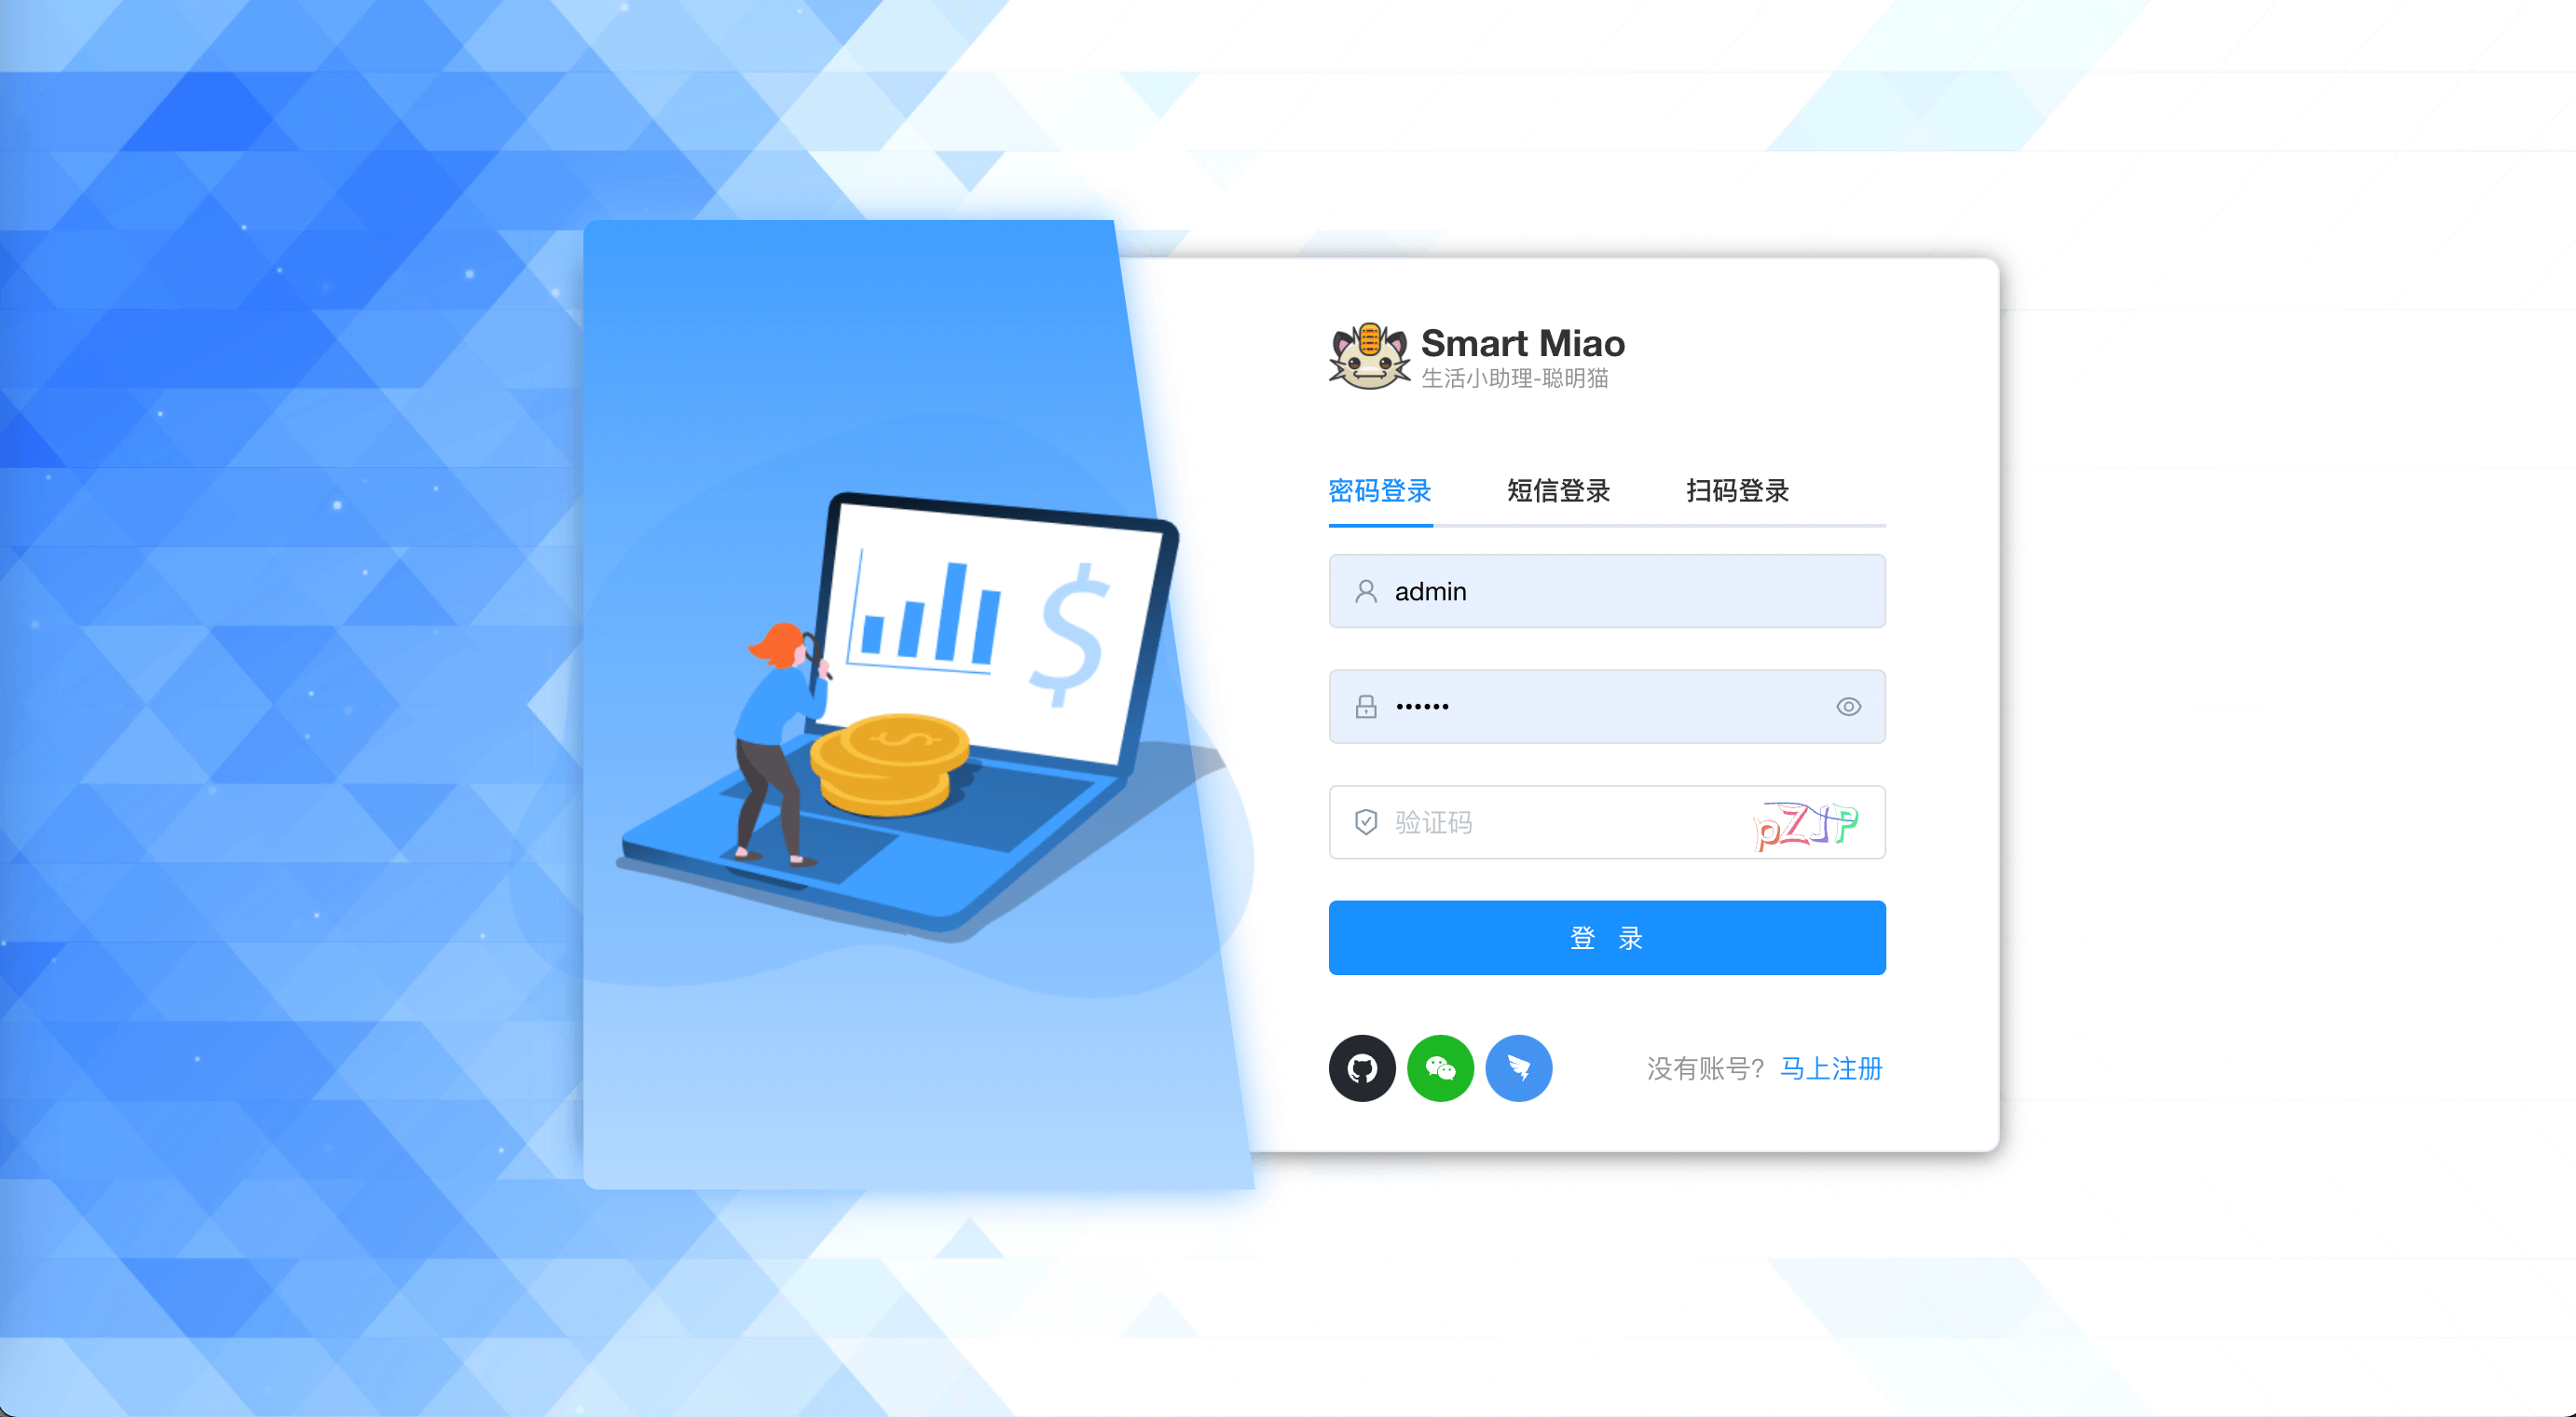 Smart Miao
生活小助理-聪明猫
密码登录 短信登录 扫码登录
admin
••••••
验证码 pZJP
登 录
没有账号? 马上注册